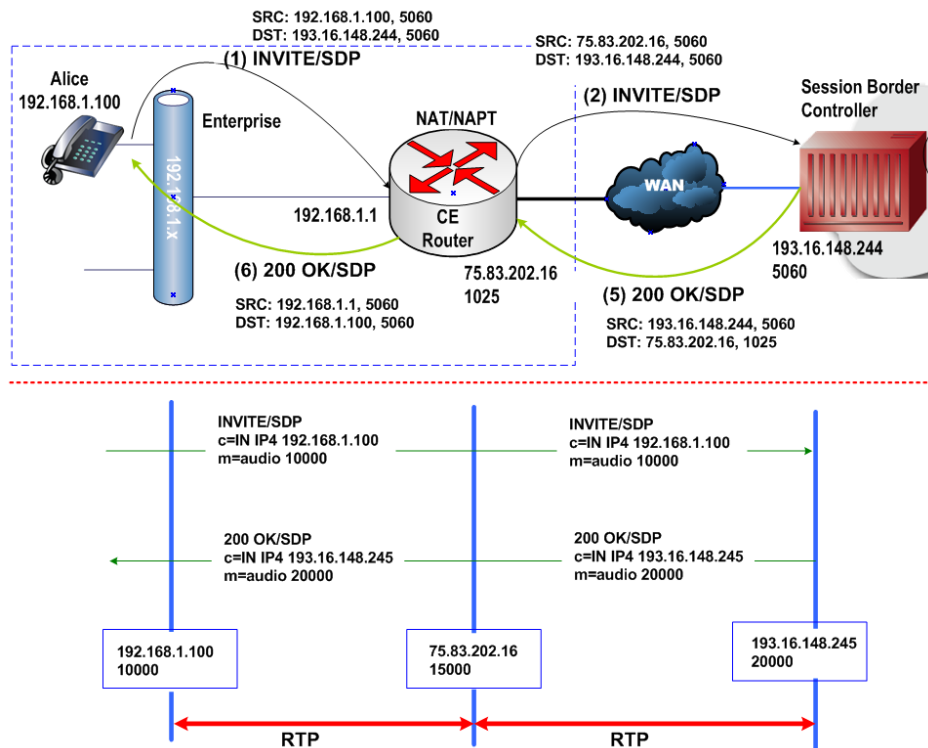 SRC: 192.168.1.100, 5060
DST: 193.16.148.244, 5060
(1) INVITE/SDP
SRC: 75.83.202.16, 5060
DST: 193.16.148.244, 5060
(2) INVITE/SDP
Alice
192.168.1.100
Enterprise
192.168.1.x
NAT/NAPT
CE
Router
192.168.1.1
WAN
Session Border
Controller
193.16.148.244
5060
75.83.202.16
1025
(6) 200 OK/SDP
SRC: 192.168.1.1, 5060
DST: 192.168.1.100, 5060
(5) 200 OK/SDP
SRC: 193.16.148.244, 5060
DST: 75.83.202.16, 1025
INVITE/SDP
c=IN IP4 192.168.1.100
m=audio 10000
INVITE/SDP
c=IN IP4 192.168.1.100
m=audio 10000
200 OK/SDP
c=IN IP4 193.16.148.245
m=audio 20000
200 OK/SDP
c=IN IP4 193.16.148.245
m=audio 20000
192.168.1.100
10000
75.83.202.16
15000
193.16.148.245
20000
RTP
RTP